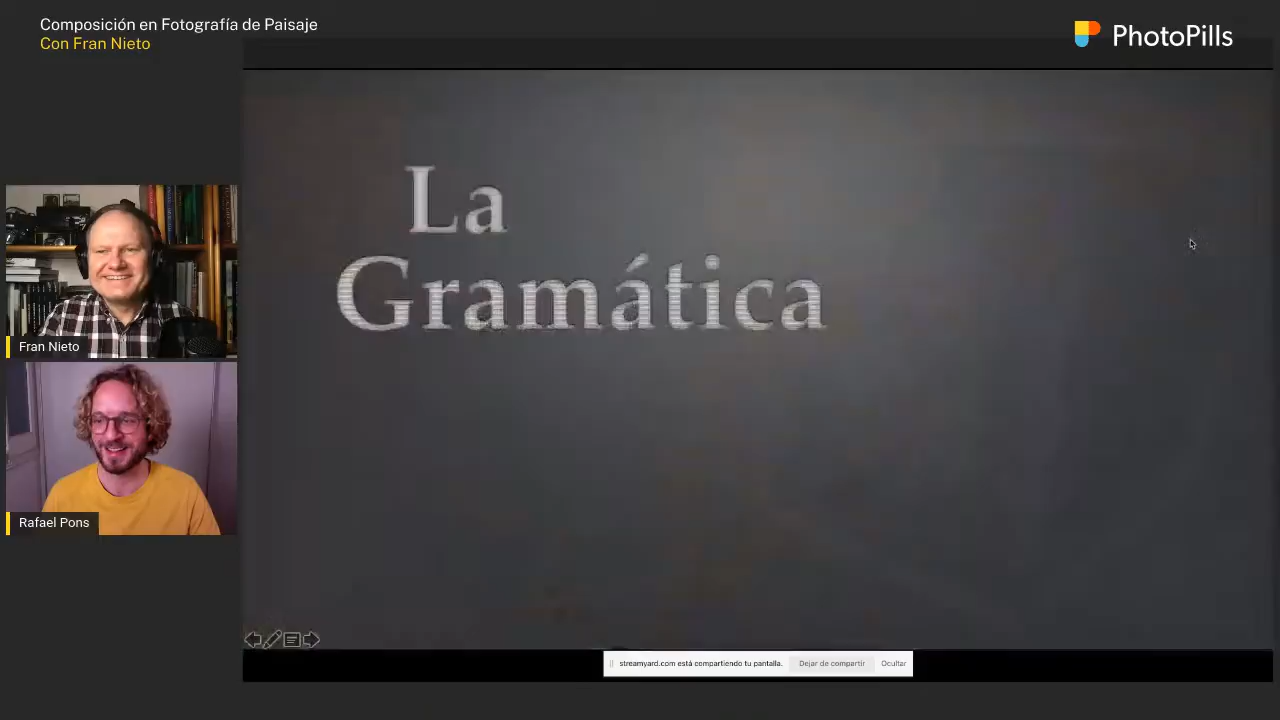 Composición en Fotografía de Paisaje
Con Fran Nieto
PhotoPills
La
Gramática
Fran Nieto
Rafael Pons
streamyard.com está compartiendo tu pantalla. Dejar de compartir Ocultar